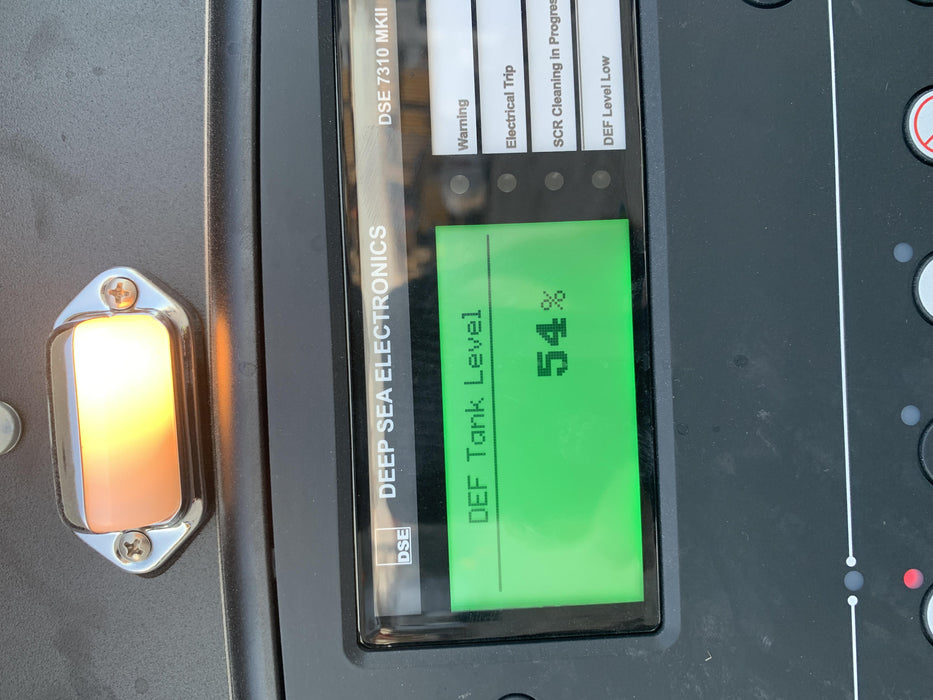 DSE
DEEP SEA ELECTRONICS
DSE 7310 MKII
DEF Tank Level
54 %
Warning
Electrical Trip
SCR Cleaning in
DEF Level Low